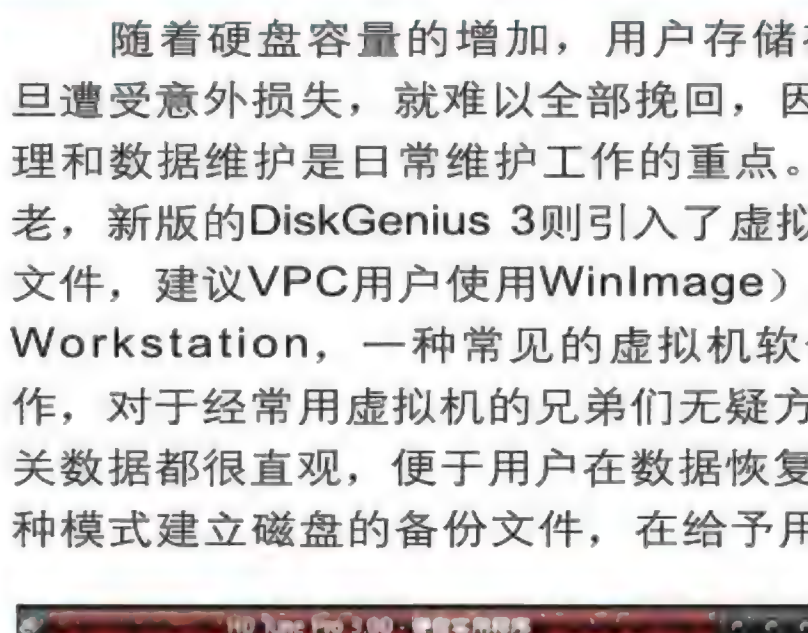 随着硬盘容量的增加，用户存储
旦遭受意外损失，就难以全部挽回，因
理和数据维护是日常维护工作的重点。
老，新版的DiskGenius 3则引入了虚拟
文件，建议VPC用户使用WinImage）
Workstation，一种常见的虚拟机软
作，对于经常用虚拟机的兄弟们无疑方
关数据都很直观，便于用户在数据恢复
种模式建立磁盘的备份文件，在给予用
HD Tune Pro 3.00 -